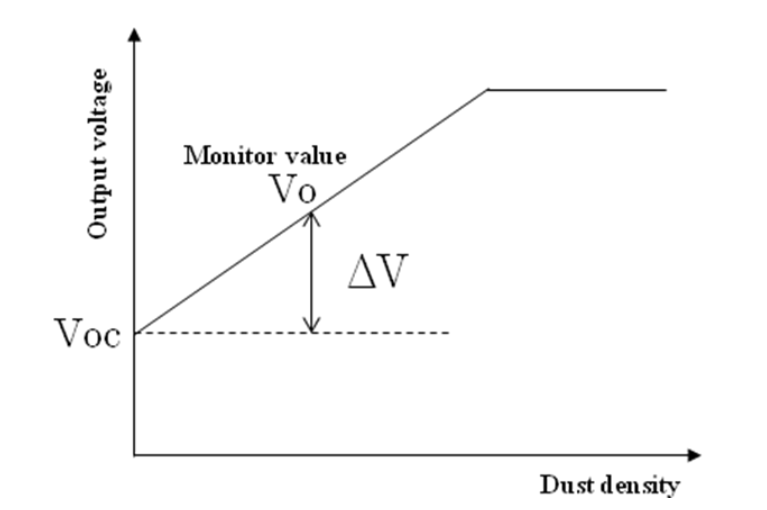 Output voltage
Monitor value
Vo
ΔV
Voc
Dust density